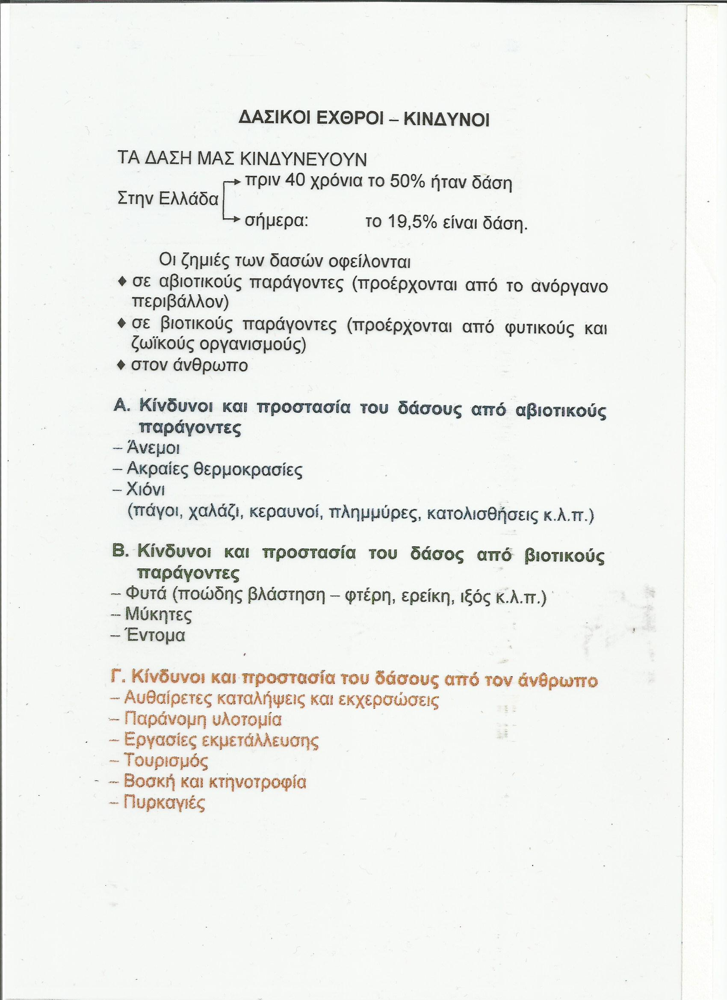 ΔΑΣΙΚΟΙ ΕΧΘΡΟΙ – ΚΙΝΔΥΝΟΙ
ΤΑ ΔΑΣΗ ΜΑΣ ΚΙΝΔΥΝΕΥΟΥΝ
πριν 40 χρόνια το 50% ήταν δάση
Στην Ελλάδα
σήμερα: το 19,5% είναι δάση.
Οι ζημιές των δασών οφείλονται
♦ σε αβιοτικούς παράγοντες (προέρχονται από το ανόργανο
περιβάλλον)
♦ σε βιοτικούς παράγοντες (προέρχονται από φυτικούς και
ζωϊκούς οργανισμούς)
♦ στον άνθρωπο
Α. Κίνδυνοι και προστασία του δάσους από αβιοτικούς
παράγοντες
– Άνεμοι
– Ακραίες θερμοκρασίες
– Χιόνι
(πάγοι, χαλάζι, κεραυνοί, πλημμύρες, κατολισθήσεις κ.λ.π.)
Β. Κίνδυνοι και προστασία του δάσος από βιοτικούς
παράγοντες
– Φυτά (ποώδης βλάστηση – φτέρη, ερείκη, ιξός κ.λ.π.)
– Μύκητες
– Έντομα
Γ. Κίνδυνοι και προστασία του δάσους από τον άνθρωπο
– Αυθαίρετες καταλήψεις και εκχερσώσεις
– Παράνομη υλοτομία
– Εργασίες εκμετάλλευσης
– Τουρισμός
– Βοσκή και κτηνοτροφία
– Πυρκαγιές